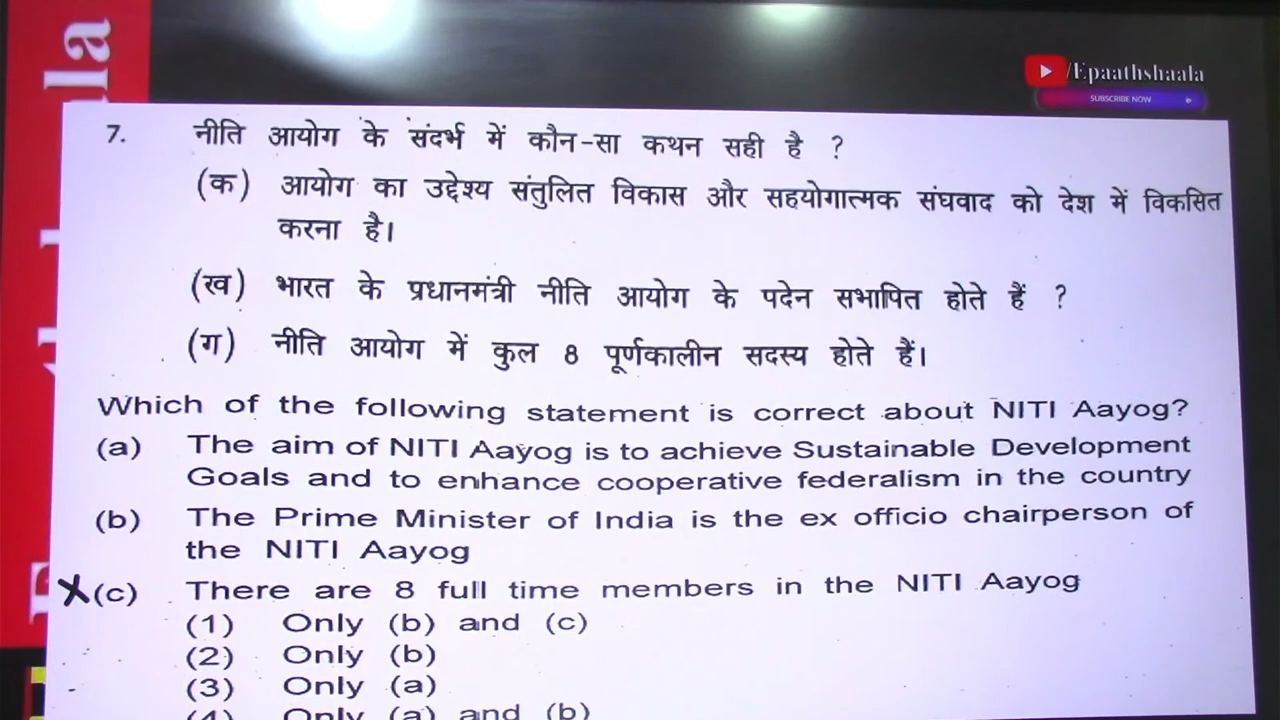 la
/Epaathshaala
SUBSCRIBE NOW
7. नीति आयोग के संदर्भ में कौन-सा कथन सही है ?
(क) आयोग का उद्देश्य संतुलित विकास और सहयोगात्मक संघवाद को देश में विकसित
करना है।
(ख) भारत के प्रधानमंत्री नीति आयोग के पदेन सभापित होते हैं ?
(ग) नीति आयोग में कुल 8 पूर्णकालीन सदस्य होते हैं।
Which of the following statement is correct about NITI Aayog?
(a) The aim of NITI Aayog is to achieve Sustainable Development
Goals and to enhance cooperative federalism in the country
(b) The Prime Minister of India is the ex officio chairperson of
the NITI Aayog
X (c) There are 8 full time members in the NITI Aayog
(1) Only (b) and (c)
(2) Only (b)
(3) Only (a)
(4) Only (a) and (b)